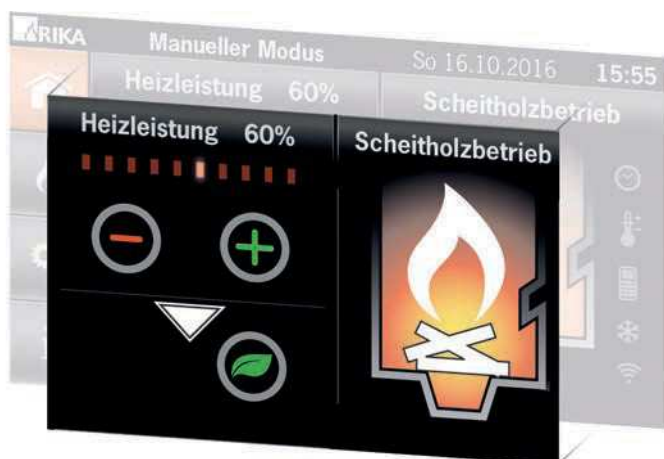 RIKA
Manueller Modus
So 16.10.2016
15:55
Heizleistung 60%
Scheitholzbetrieb
Heizleistung 60%
Scheitholzbetrieb